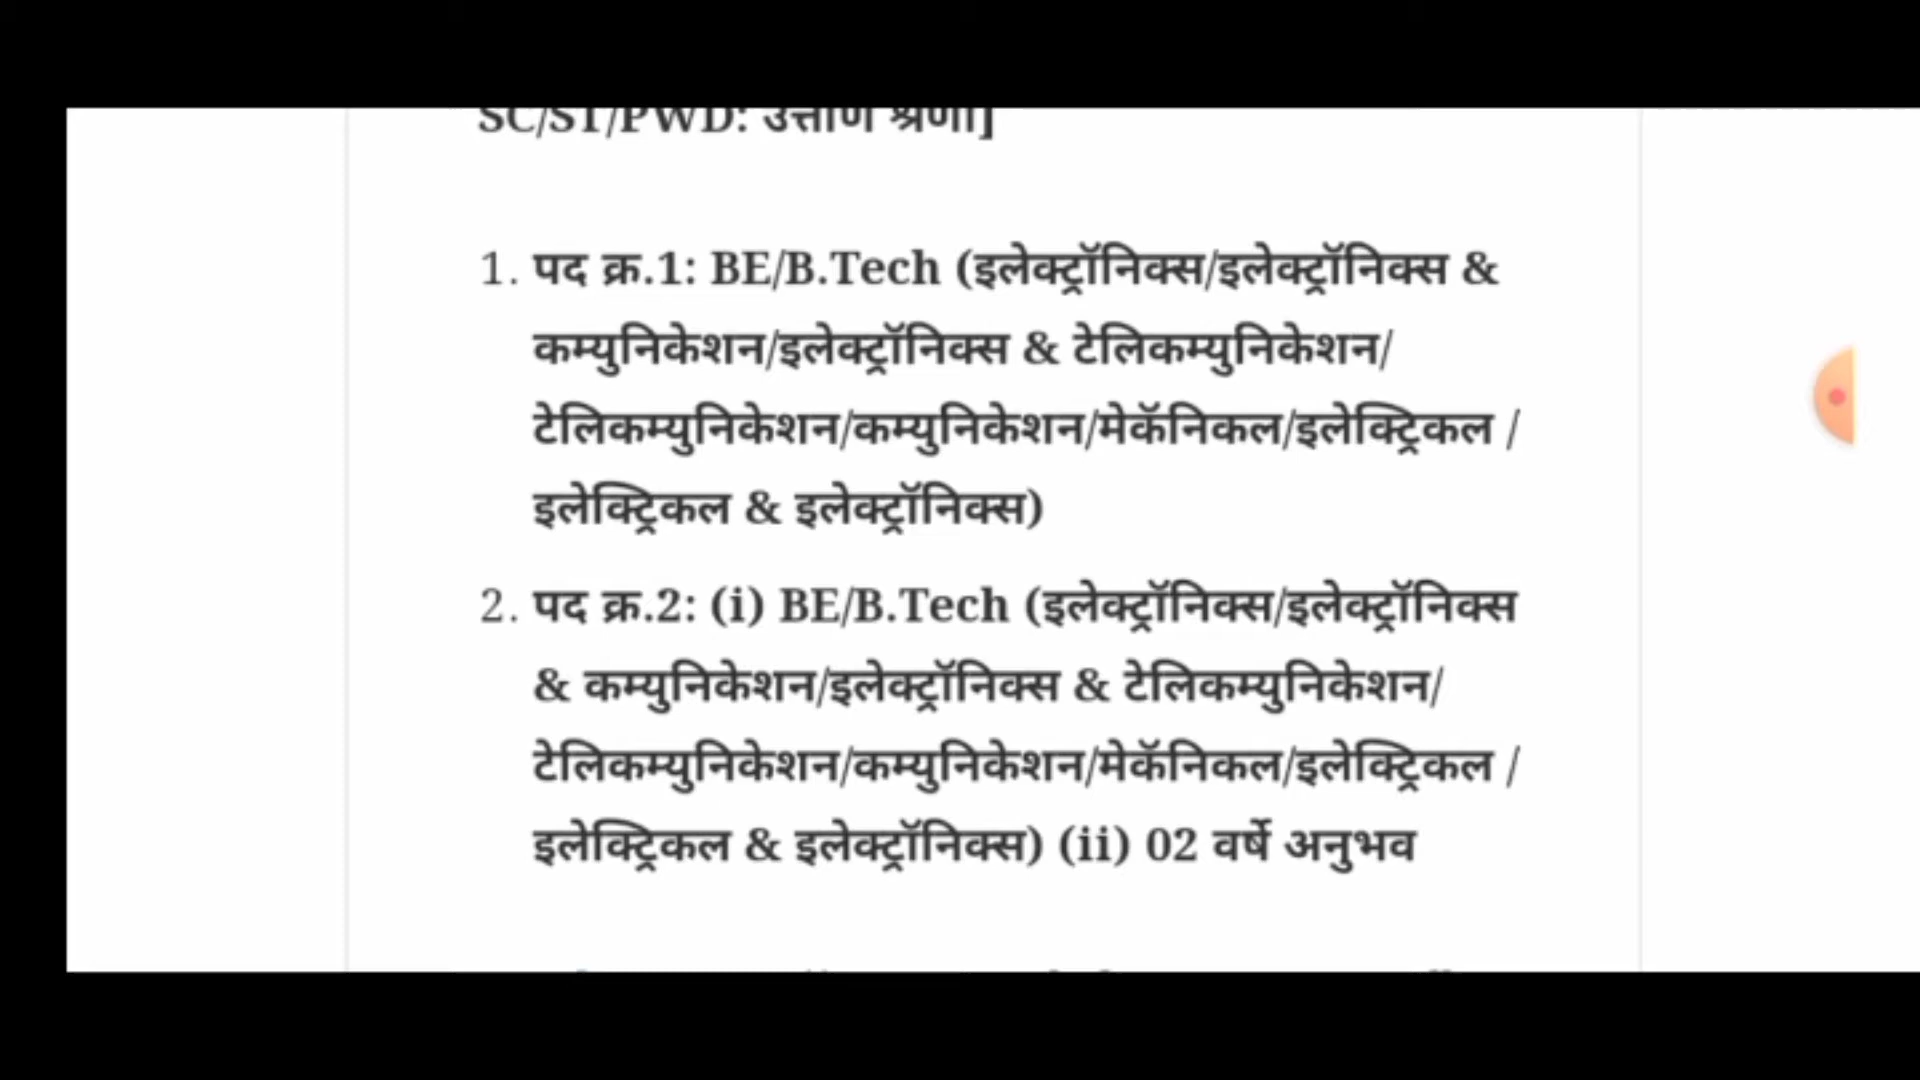 SC/ST/PWD: उत्तीर्ण श्रेणी]
1. पद क्र.1: BE/B.Tech (इलेक्ट्रॉनिक्स/इलेक्ट्रॉनिक्स &
कम्युनिकेशन/इलेक्ट्रॉनिक्स & टेलिकम्युनिकेशन/
टेलिकम्युनिकेशन/कम्युनिकेशन/मेकॅनिकल/इलेक्ट्रिकल /
इलेक्ट्रिकल & इलेक्ट्रॉनिक्स)
2. पद क्र.2: (i) BE/B.Tech (इलेक्ट्रॉनिक्स/इलेक्ट्रॉनिक्स
& कम्युनिकेशन/इलेक्ट्रॉनिक्स & टेलिकम्युनिकेशन/
टेलिकम्युनिकेशन/कम्युनिकेशन/मेकॅनिकल/इलेक्ट्रिकल /
इलेक्ट्रिकल & इलेक्ट्रॉनिक्स) (ii) 02 वर्षे अनुभव